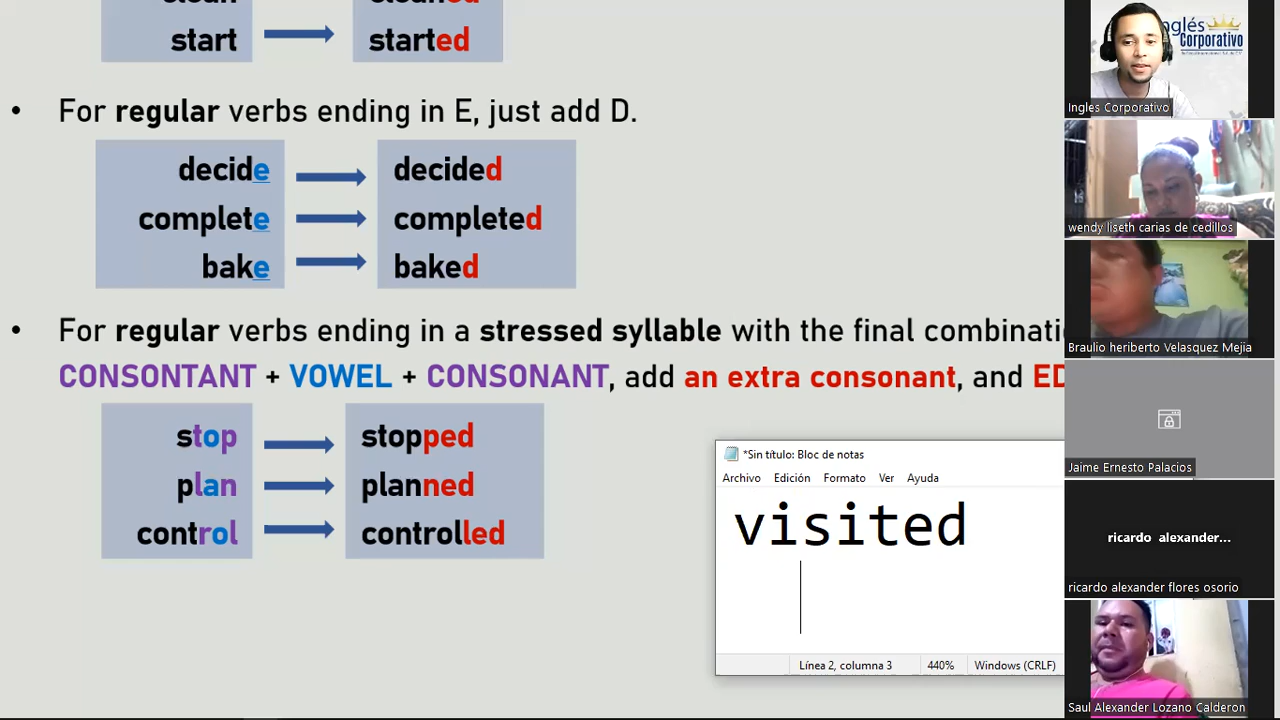 clean → cleaned
start → started
• For regular verbs ending in E, just add D.
decide → decided
complete → completed
bake → baked
• For regular verbs ending in a stressed syllable with the final combinati
CONSONTANT + VOWEL + CONSONANT, add an extra consonant, and ED
stop → stopped
plan → planned
control → controlled
*Sin título: Bloc de notas
Archivo Edición Formato Ver Ayuda
visited
Línea 2, columna 3 440% Windows (CRLF)
Inglés
Corporativo
Ingles Corporativo
wendy liseth carias de cedillos
Braulio heriberto Velasquez Mejia
Jaime Ernesto Palacios
ricardo alexander...
ricardo alexander flores osorio
Saul Alexander Lozano Calderon